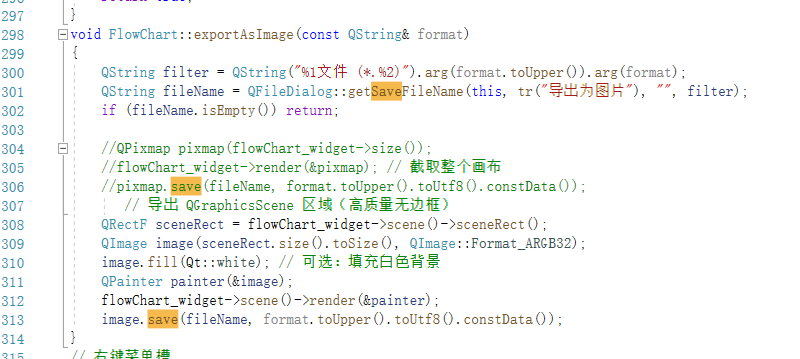 297 }
298 void FlowChart::exportAsImage(const QString& format)
299 {
300 QString filter = QString("%1文件 (*.%2)").arg(format.toUpper()).arg(format);
301 QString fileName = QFileDialog::getSaveFileName(this, tr("导出为图片"), "", filter);
302 if (fileName.isEmpty()) return;
303
304 //QPixmap pixmap(flowChart_widget->size());
305 //flowChart_widget->render(&pixmap); // 截取整个画布
306 //pixmap.save(fileName, format.toUpper().toUtf8().constData());
307 // 导出 QGraphicsScene 区域（高质量无边框）
308 QRectF sceneRect = flowChart_widget->scene()->sceneRect();
309 QImage image(sceneRect.size().toSize(), QImage::Format_ARGB32);
310 image.fill(Qt::white); // 可选：填充白色背景
311 QPainter painter(&image);
312 flowChart_widget->scene()->render(&painter);
313 image.save(fileName, format.toUpper().toUtf8().constData());
314 }
315 // 右键菜单槽